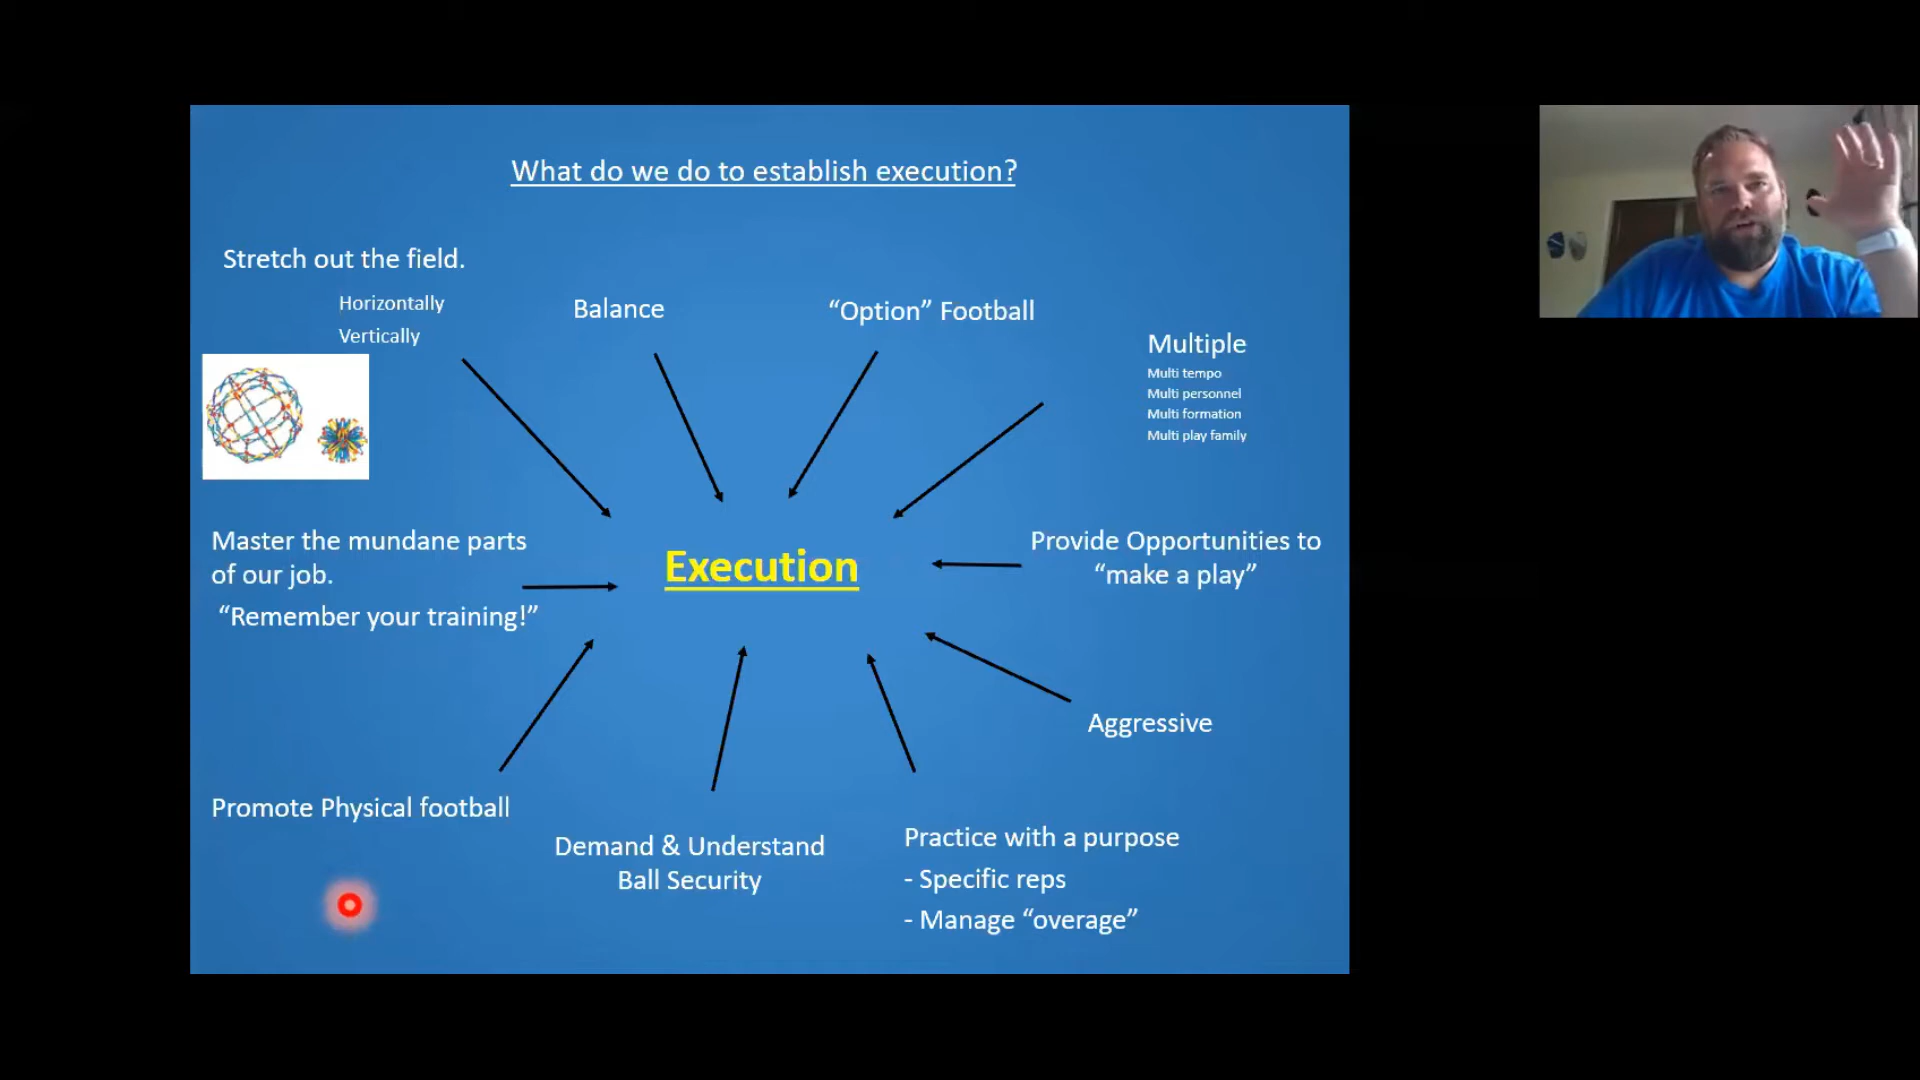 What do we do to establish execution?
Stretch out the field.
Horizontally
Vertically
Balance
“Option” Football
Multiple
Multi tempo
Multi personnel
Multi formation
Multi play family
Master the mundane parts
of our job.
“Remember your training!”
Execution
Provide Opportunities to
“make a play”
Aggressive
Promote Physical football
Demand & Understand
Ball Security
Practice with a purpose
- Specific reps
- Manage “overage”